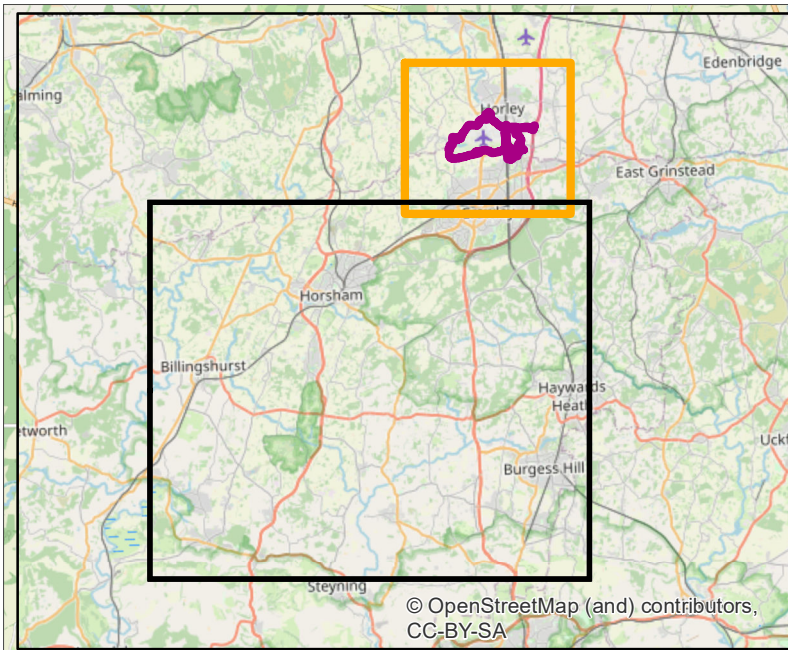 Edenbridge
alming
Horley
East Grinstead
Horsham
Billingshurst
Haywards
Heath
etworth
Uckf
Burgess Hill
Steyning
© OpenStreetMap (and) contributors,
CC-BY-SA